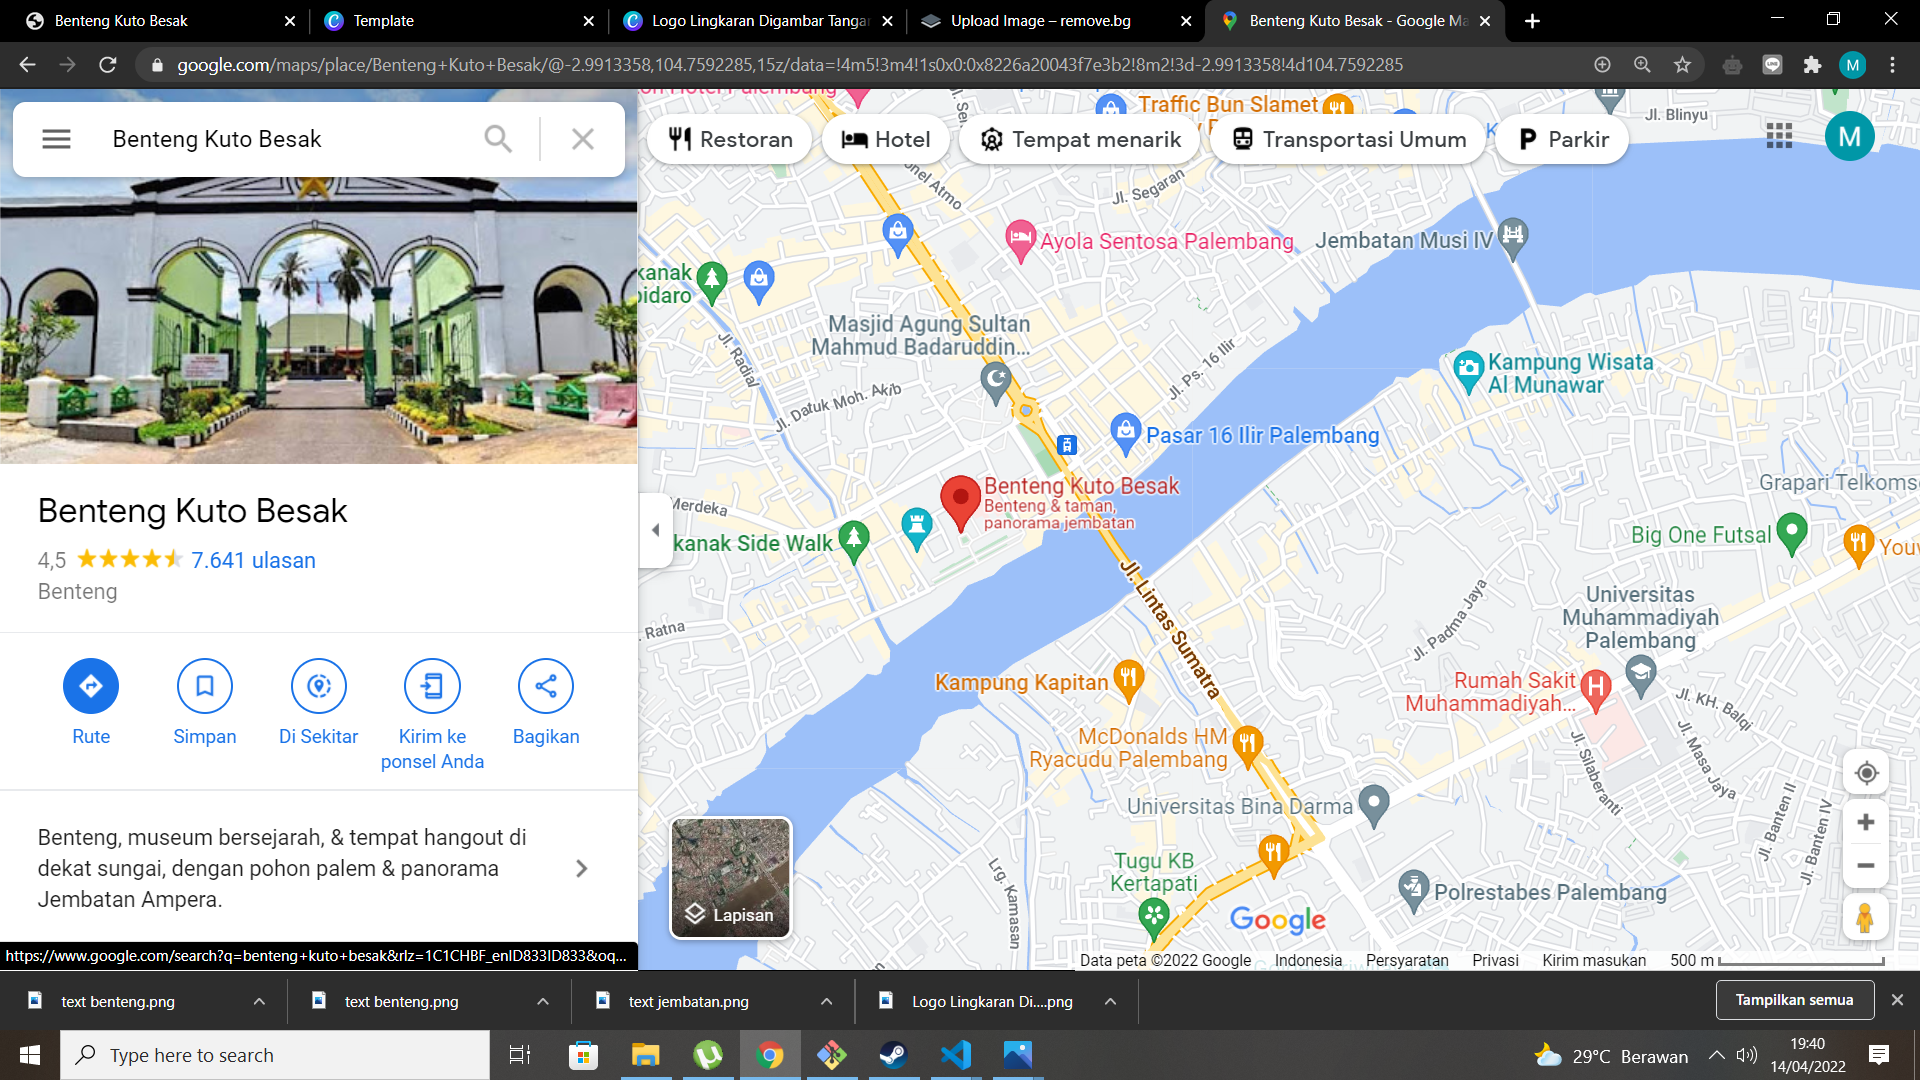 Benteng Kuto Besak
Template
Logo Lingkaran Digambar Tangan
Upload Image – remove.bg
Benteng Kuto Besak - Google Ma
google.com/maps/place/Benteng+Kuto+Besak/@-2.9913358,104.7592285,15z/data=!4m5!3m4!1s0x0:0x8226a20043f7e3b2!8m2!3d-2.9913358!4d104.7592285
M
Benteng Kuto Besak
Restoran
Hotel
Tempat menarik
Transportasi Umum
Parkir
M
Benteng Kuto Besak
4,5
7.641 ulasan
Benteng
Rute
Simpan
Di Sekitar
Kirim ke
ponsel Anda
Bagikan
Benteng, museum bersejarah, & tempat hangout di
dekat sungai, dengan pohon palem & panorama
Jembatan Ampera.
https://www.google.com/search?q=benteng+kuto+besak&rlz=1C1CHBF_enID833ID833&oq...
Traffic Bun Slamet
Jl. Blinyu
Jl. Segaran
Ayola Sentosa Palembang
Jembatan Musi IV
kanak
Masjid Agung Sultan
Mahmud Badaruddin...
Jl. Radial
Jl. Datuk Moh. Akib
Jl. Ps. 16 Ilir
Kampung Wisata
Al Munawar
Pasar 16 Ilir Palembang
Benteng Kuto Besak
Benteng & taman,
panorama jembatan
Merdeka
kanak Side Walk
Grapari Telkomse
Big One Futsal
Youv
Jl. Lintas Sumatra
Universitas
Muhammadiyah
Palembang
Jl. Padma Jaya
Ratna
Kampung Kapitan
Rumah Sakit
Muhammadiyah...
Jl. KH. Balqi
Jl. Masa Jaya
Jl. Silaberanti
McDonalds HM
Ryacudu Palembang
Universitas Bina Darma
Jl. Banten II
Jl. Banten IV
Tugu KB
Kertapati
Lrg. Kamasan
Polrestabes Palembang
Lapisan
Google
Data peta ©2022 Google
Indonesia
Persyaratan
Privasi
Kirim masukan
500 m
text benteng.png
text benteng.png
text jembatan.png
Logo Lingkaran Di....png
Tampilkan semua
Type here to search
29°C Berawan
19:40
14/04/2022